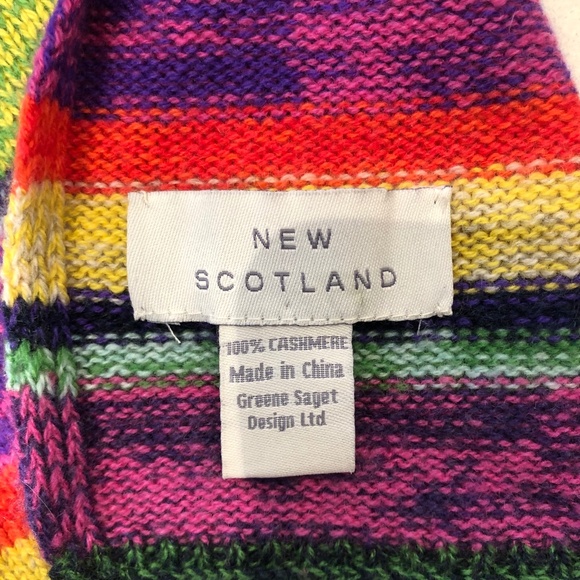 NEW
SCOTLAND
100% CASHMERE
Made in China
Greene Saget
Design Ltd